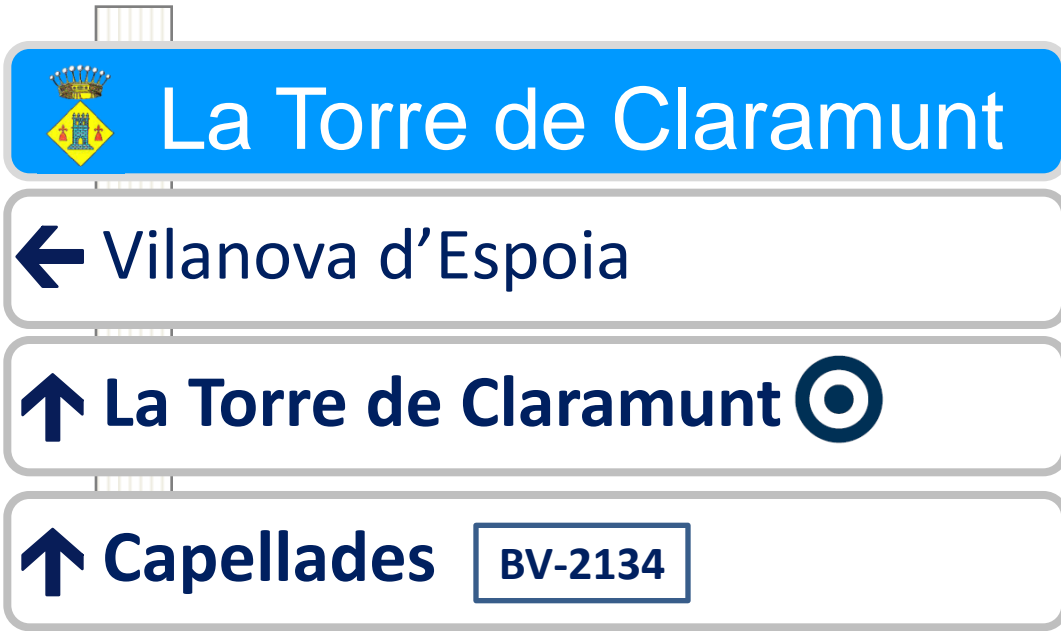 La Torre de Claramunt
Vilanova d’Espoia
La Torre de Claramunt
Capellades BV-2134